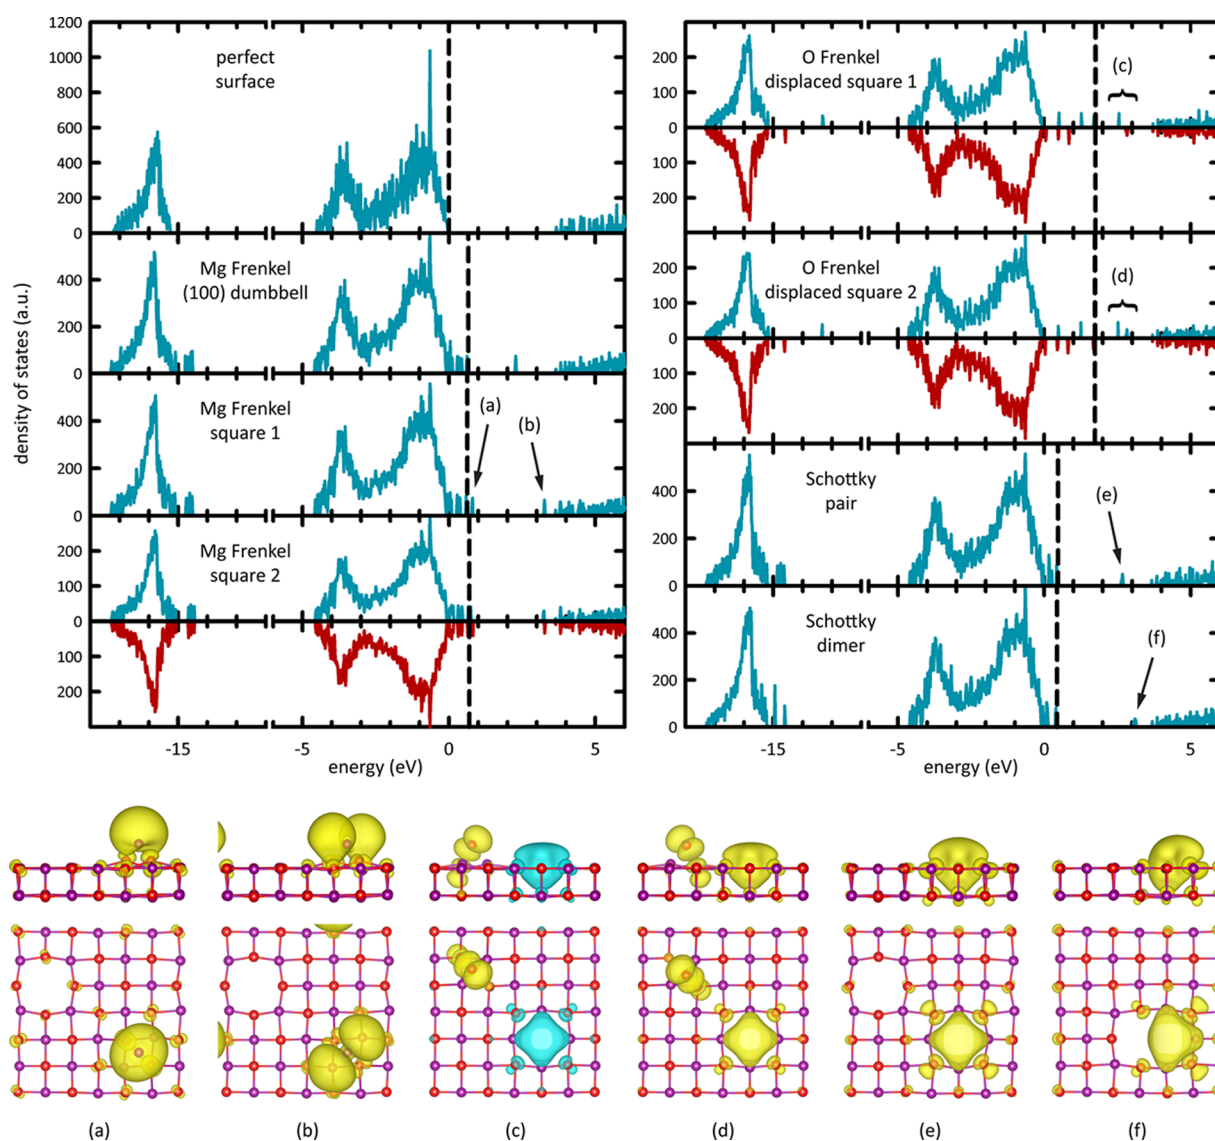 density of states (a.u.)
1200
1000
800
600
400
200
0
perfect
surface
400
200
0
Mg Frenkel
(100) dumbbell
400
200
0
Mg Frenkel
square 1
(a)
(b)
200
100
0
100
200
Mg Frenkel
square 2
-15
-5
0
5
energy (eV)
200
100
0
100
200
O Frenkel
displaced square 1
(c)
200
100
0
100
200
O Frenkel
displaced square 2
(d)
400
200
0
Schottky
pair
(e)
400
200
0
Schottky
dimer
(f)
-15
-5
0
5
energy (eV)
(a) (b) (c) (d) (e) (f)